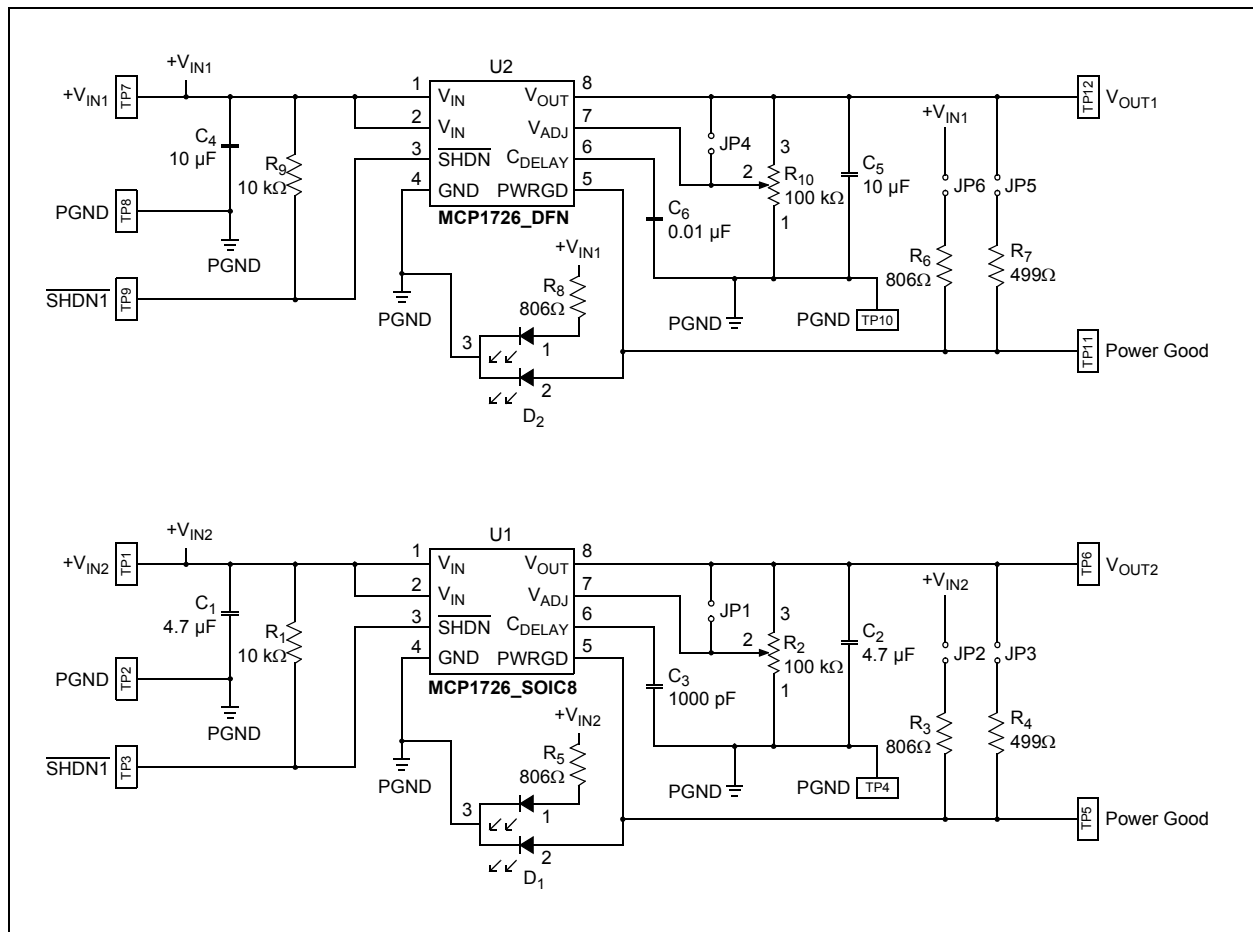 U2
+VIN1
+VIN1 TP7
1 VIN
2 VIN
3 SHDN
4 GND
VOUT 8
VADJ 7
CDELAY 6
PWRGD 5
MCP1726_DFN
C4
10 µF
R9
10 kΩ
PGND TP8
PGND
SHDN1 TP9
PGND
+VIN1
R8
806Ω
3
1
2
D2
C6
0.01 µF
JP4
3
2
1
R10
100 kΩ
C5
10 µF
PGND
PGND TP10
+VIN1
JP6
JP5
R6
806Ω
R7
499Ω
TP12 VOUT1
TP11 Power Good
U1
+VIN2
+VIN2 TP1
1 VIN
2 VIN
3 SHDN
4 GND
VOUT 8
VADJ 7
CDELAY 6
PWRGD 5
MCP1726_SOIC8
C1
4.7 µF
R1
10 kΩ
PGND TP2
PGND
SHDN1 TP3
PGND
+VIN2
R5
806Ω
3
1
2
D1
C3
1000 pF
JP1
3
2
1
R2
100 kΩ
C2
4.7 µF
PGND
PGND TP4
+VIN2
JP2
JP3
R3
806Ω
R4
499Ω
TP6 VOUT2
TP5 Power Good